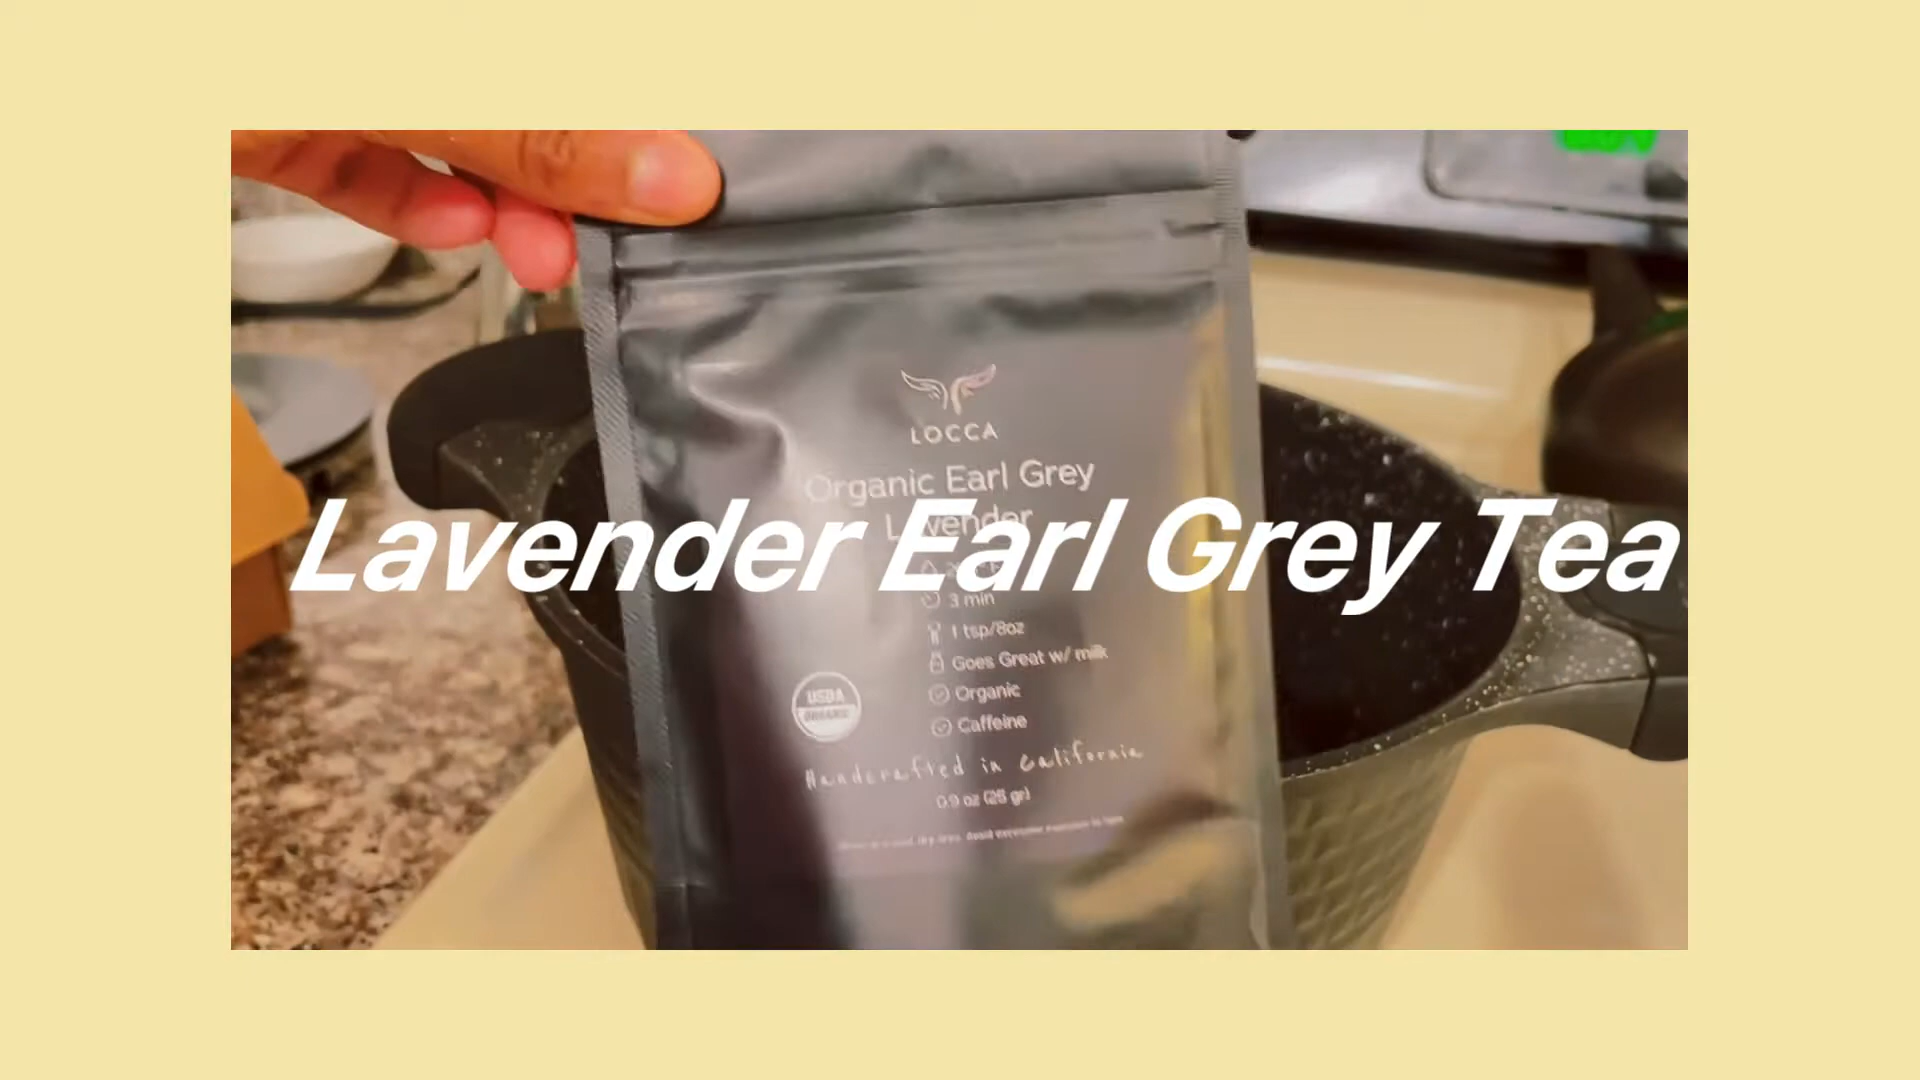 LOCCA
Organic Earl Grey
Lavender
Lavender Earl Grey Tea
3 min
1 tsp/8oz
Goes Great w/ milk
Organic
Caffeine
USDA
ORGANIC
Handcrafted in California
0.9 oz (25 gr)